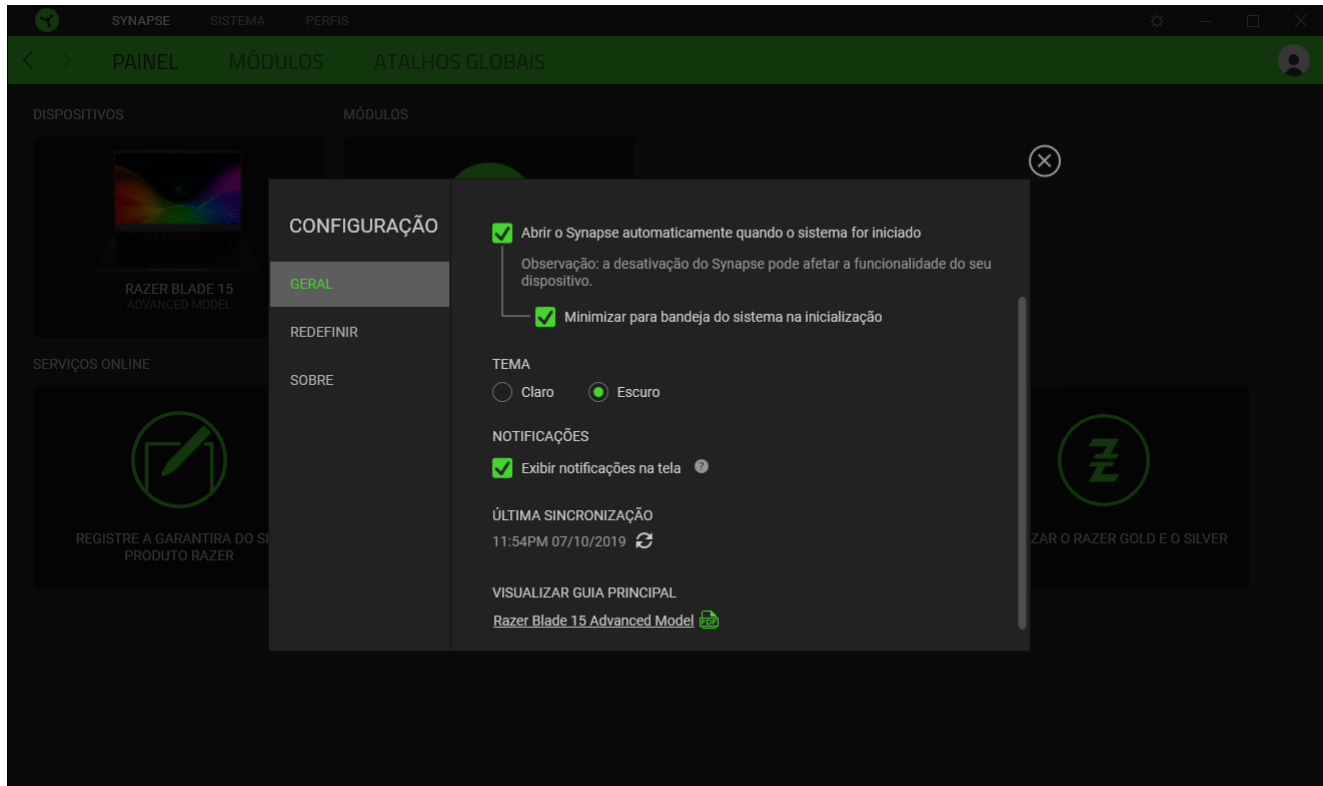 SYNAPSE SISTEMA PERFIS
PAINEL MÓDULOS ATALHOS GLOBAIS
DISPOSITIVOS MÓDULOS
RAZER BLADE 15
ADVANCED MODEL
SERVIÇOS ONLINE
REGISTRE A GARANTIRA DO
PRODUTO RAZER
ZAR O RAZER GOLD E O SILVER
CONFIGURAÇÃO
GERAL
REDEFINIR
SOBRE
Abrir o Synapse automaticamente quando o sistema for iniciado
Observação: a desativação do Synapse pode afetar a funcionalidade do seu
dispositivo.
Minimizar para bandeja do sistema na inicialização
TEMA
Claro Escuro
NOTIFICAÇÕES
Exibir notificações na tela ?
ÚLTIMA SINCRONIZAÇÃO
11:54PM 07/10/2019
VISUALIZAR GUIA PRINCIPAL
Razer Blade 15 Advanced Model PDF